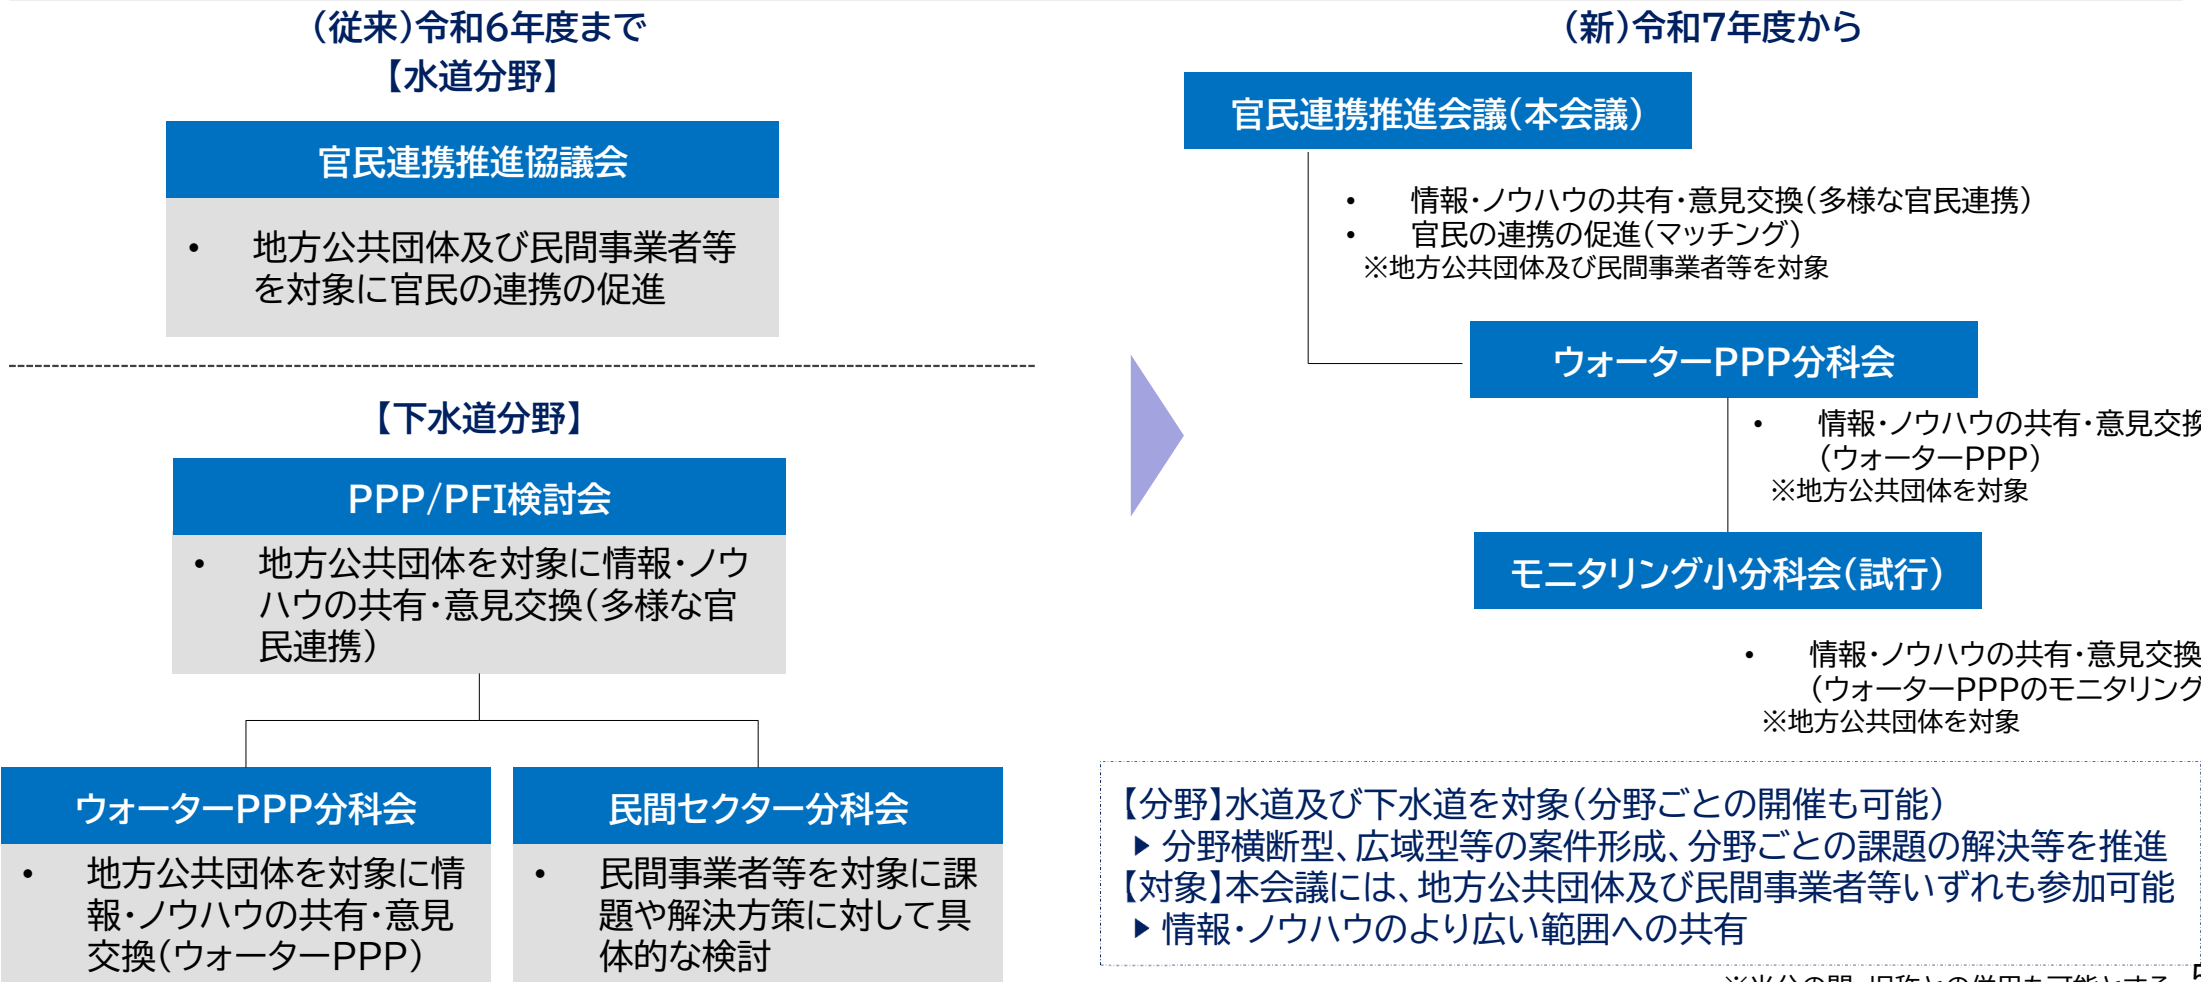 (従来)令和6年度まで
【水道分野】
官民連携推進協議会
• 地方公共団体及び民間事業者等
を対象に官民の連携の促進
【下水道分野】
PPP/PFI検討会
• 地方公共団体を対象に情報・ノウ
ハウの共有・意見交換(多様な官
民連携)
ウォーターPPP分科会
• 地方公共団体を対象に情
報・ノウハウの共有・意見
交換(ウォーターPPP)
民間セクター分科会
• 民間事業者等を対象に課
題や解決方策に対して具
体的な検討
(新)令和7年度から
官民連携推進会議(本会議)
• 情報・ノウハウの共有・意見交換(多様な官民連携)
• 官民の連携の促進(マッチング)
※地方公共団体及び民間事業者等を対象
ウォーターPPP分科会
• 情報・ノウハウの共有・意見交換
(ウォーターPPP)
※地方公共団体を対象
モニタリング小分科会(試行)
• 情報・ノウハウの共有・意見交換
(ウォーターPPPのモニタリング
※地方公共団体を対象
【分野】水道及び下水道を対象(分野ごとの開催も可能)
▶ 分野横断型、広域型等の案件形成、分野ごとの課題の解決等を推進
【対象】本会議には、地方公共団体及び民間事業者等いずれも参加可能
▶ 情報・ノウハウのより広い範囲への共有
※当分の間、旧称との併用も可能とする